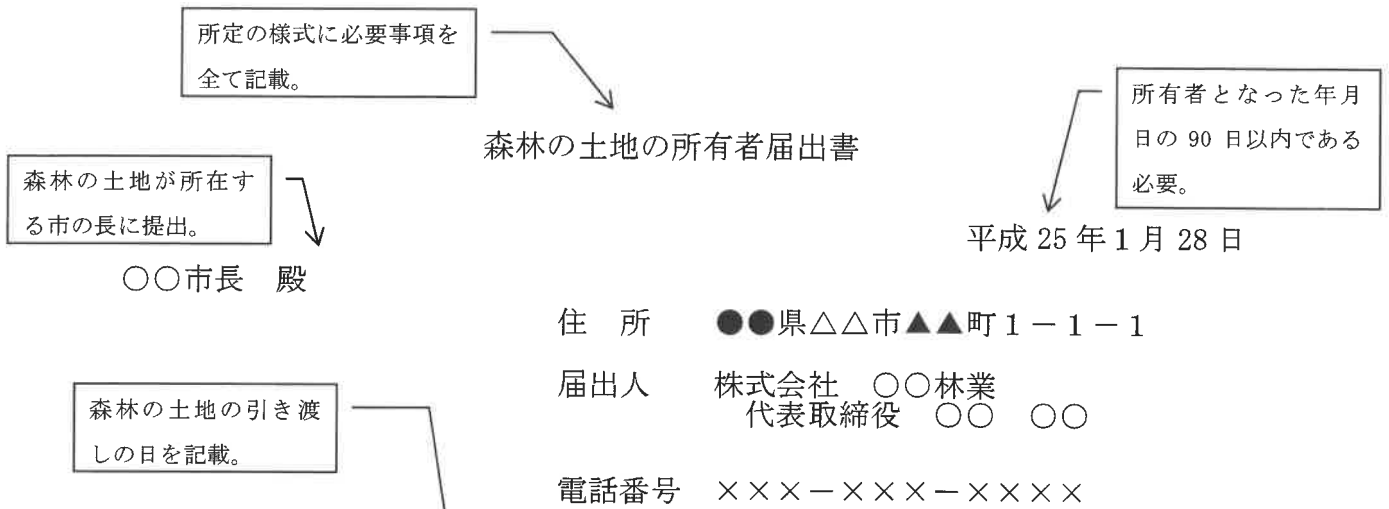 所定の様式に必要事項を
全て記載。
森林の土地の所有者届出書
所有者となった年月
日の 90 日以内である
必要。
森林の土地が所在す
る市の長に提出。
平成 25 年 1 月 28 日
○○市長　殿
住　所　●●県△△市▲▲町１－１－１
届出人　株式会社　○○林業
代表取締役　○○　○○
森林の土地の引き渡
しの日を記載。
電話番号　×××－×××－××××